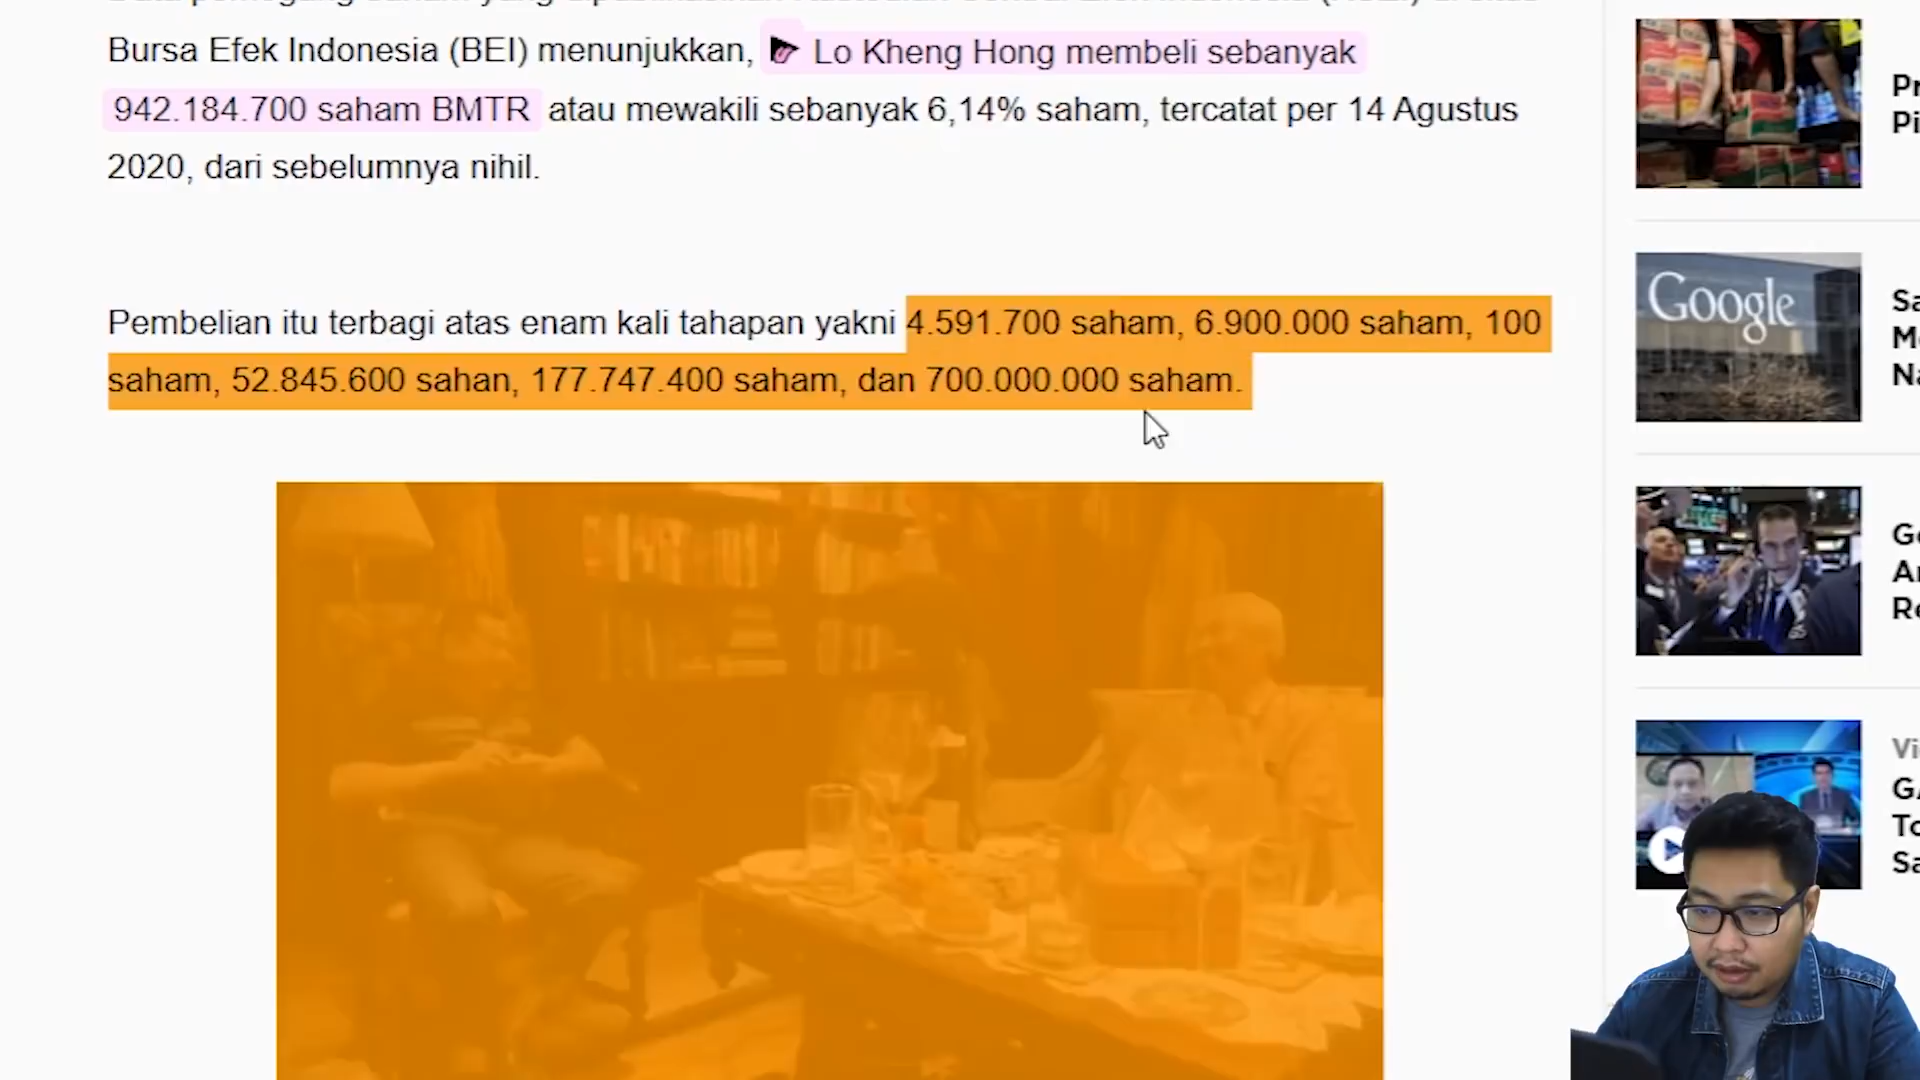 Bursa Efek Indonesia (BEI) menunjukkan, Lo Kheng Hong membeli sebanyak
942.184.700 saham BMTR atau mewakili sebanyak 6,14% saham, tercatat per 14 Agustus
2020, dari sebelumnya nihil.
Pembelian itu terbagi atas enam kali tahapan yakni 4.591.700 saham, 6.900.000 saham, 100
saham, 52.845.600 sahan, 177.747.400 saham, dan 700.000.000 saham.
Google